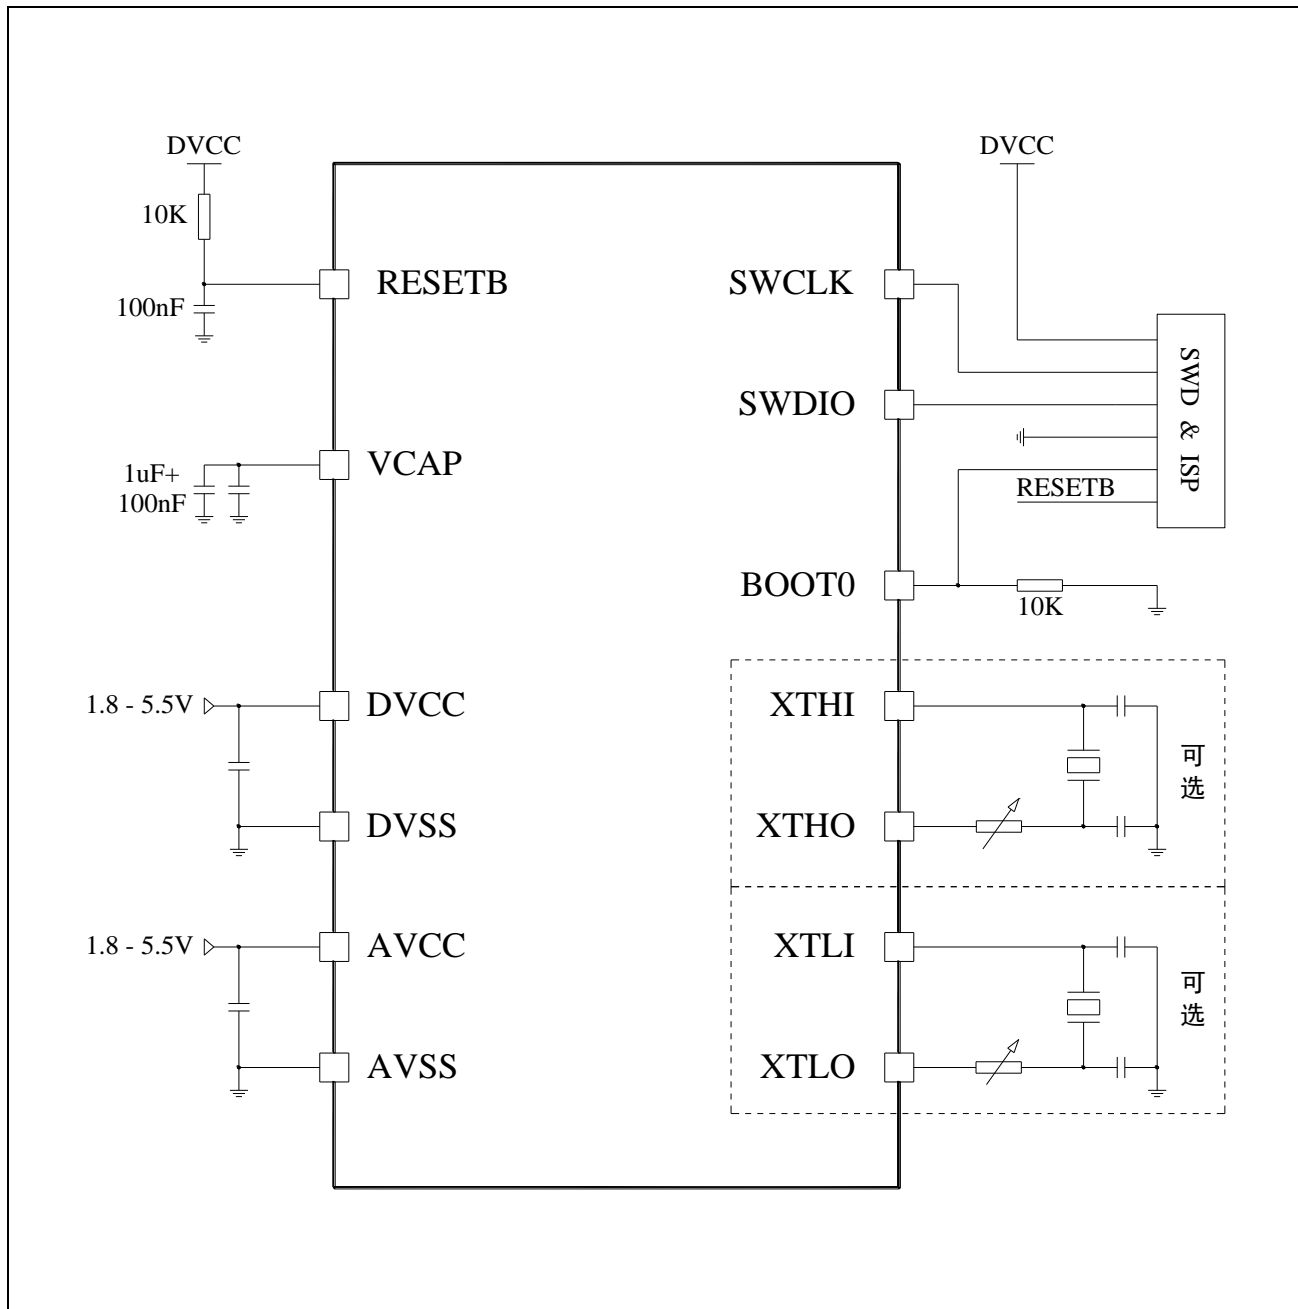 DVCC
10K
100nF
RESETB
1uF+
100nF
VCAP
1.8 - 5.5V
DVCC
DVSS
1.8 - 5.5V
AVCC
AVSS
DVCC
SWCLK
SWDIO
SWD & ISP
RESETB
BOOT0
10K
XTHI
XTHO
可
选
XTLI
XTLO
可
选